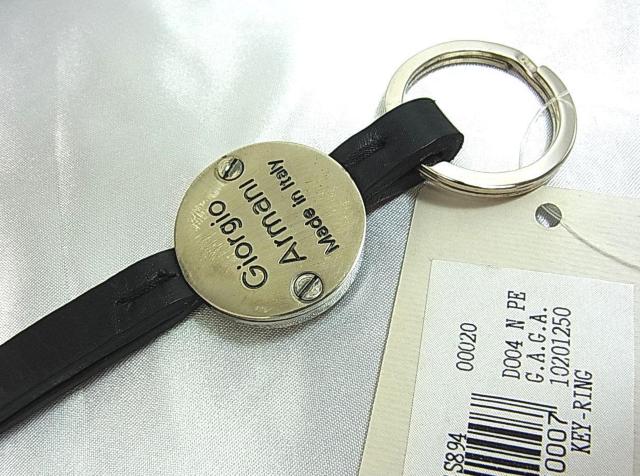 Giorgio
Armani
Made in Italy
00020
D004 N PE
G.A.G.A.
10201250
KEY-RING
S894
0007